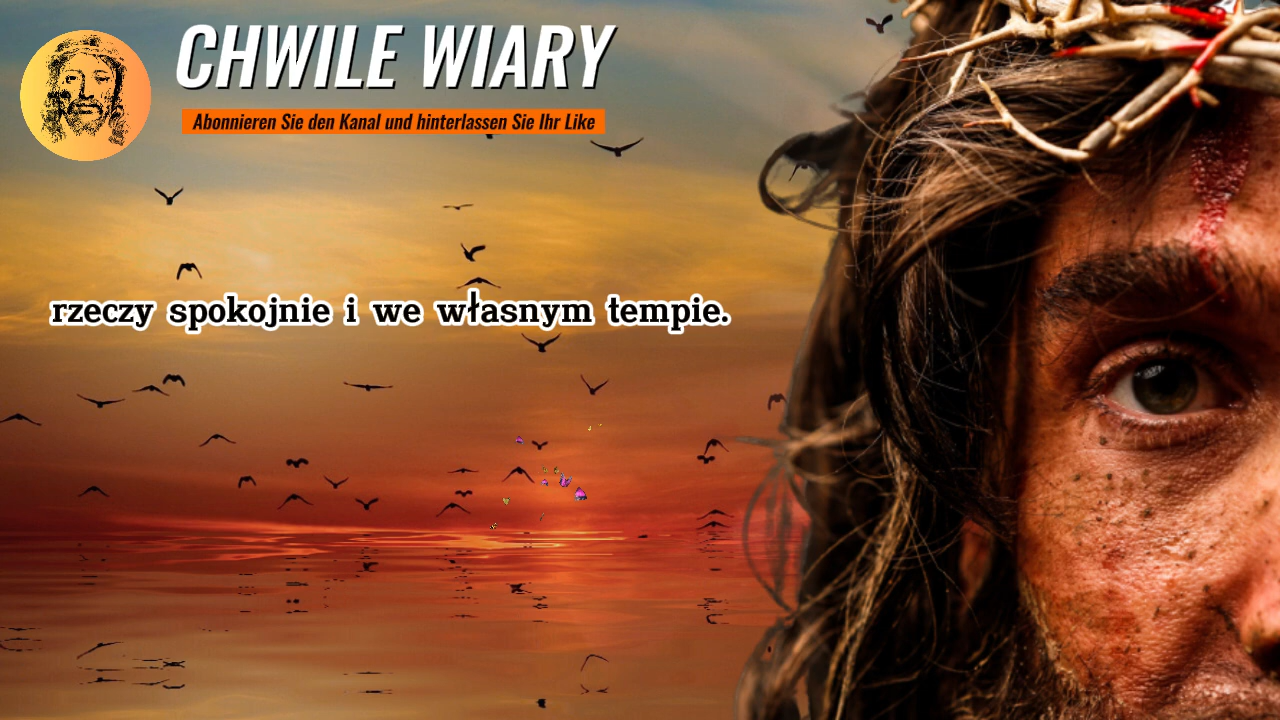 CHWILE WIARY
Abonnieren Sie den Kanal und hinterlassen Sie Ihr Like
rzeczy spokojnie i we własnym tempie.